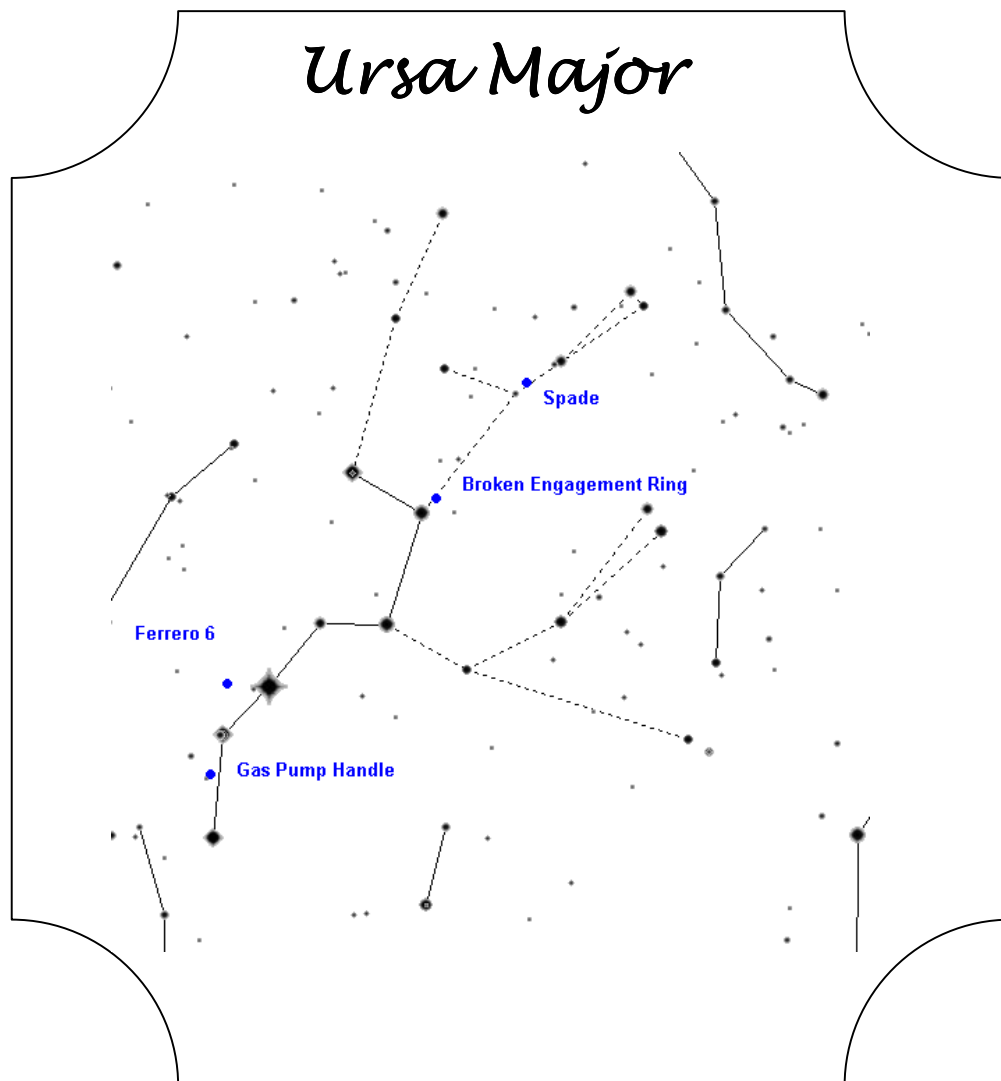 Ursa Major
Spade
Broken Engagement Ring
Ferrero 6
Gas Pump Handle